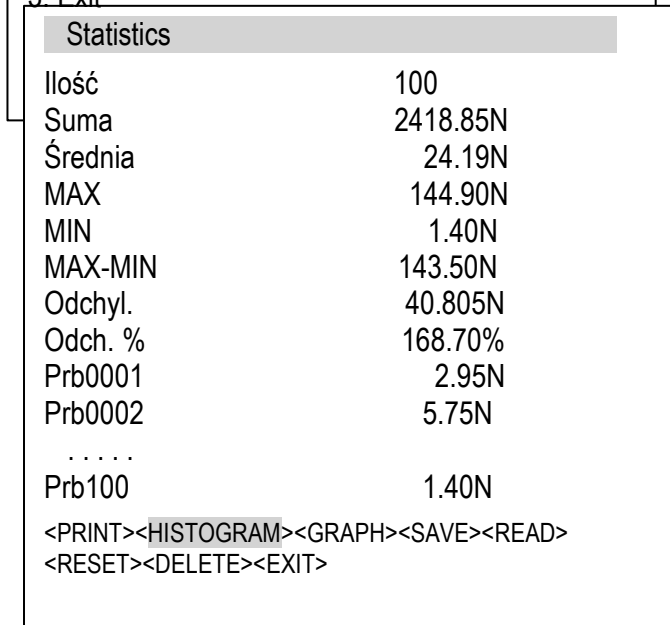 3. Exit
Statistics
Ilość 100
Suma 2418.85N
Średnia 24.19N
MAX 144.90N
MIN 1.40N
MAX-MIN 143.50N
Odchyl. 40.805N
Odch. % 168.70%
Prb0001 2.95N
Prb0002 5.75N
. . . . .
Prb100 1.40N
<PRINT><HISTOGRAM><GRAPH><SAVE><READ>
<RESET><DELETE><EXIT>